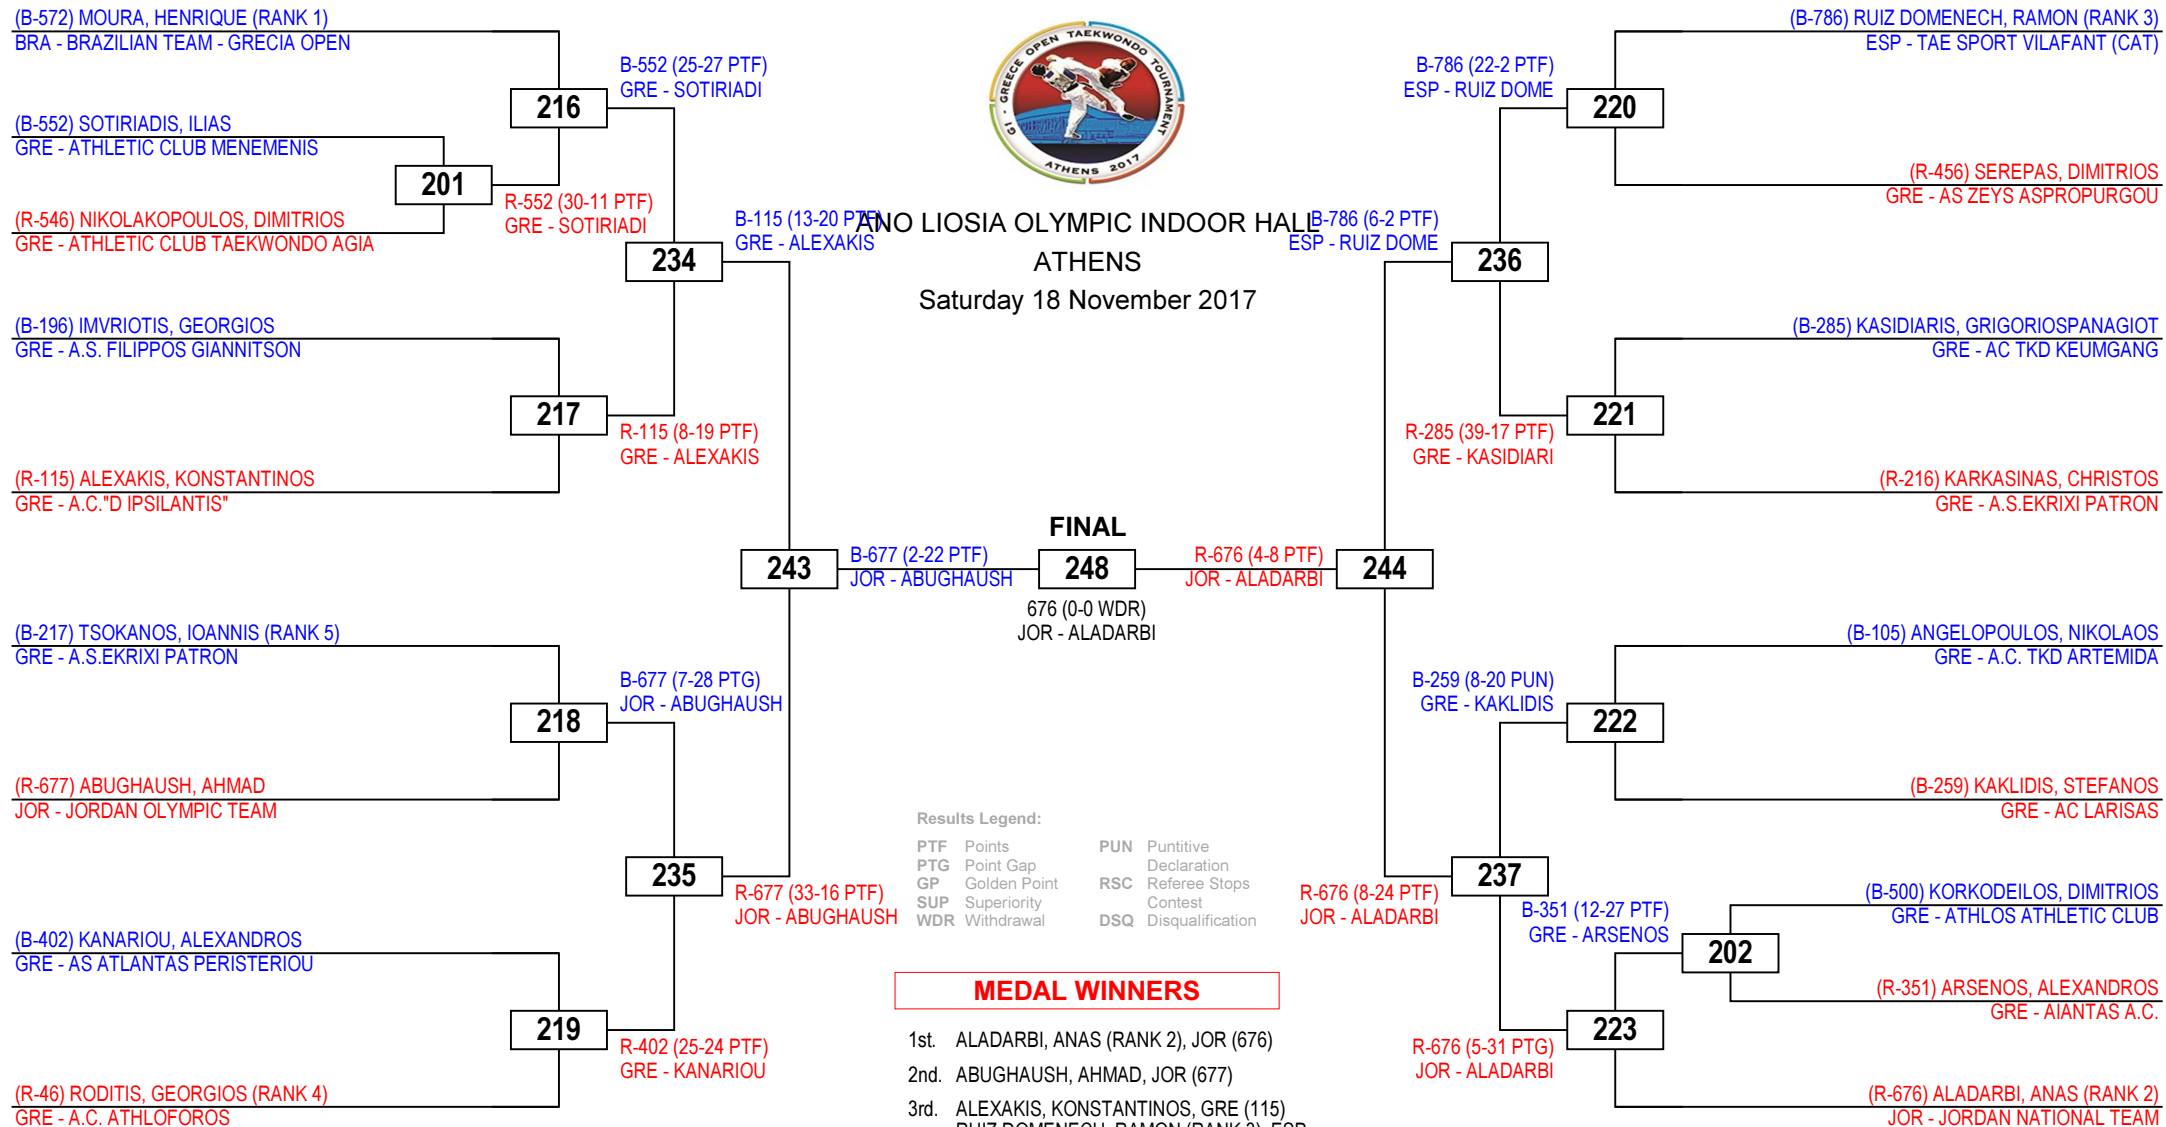 (B-572) MOURA, HENRIQUE (RANK 1)
BRA - BRAZILIAN TEAM - GRECIA OPEN
B-552 (25-27 PTF)
GRE - SOTIRIADI
216
(B-552) SOTIRIADIS, ILIAS
GRE - ATHLETIC CLUB MENEMENIS
201
R-552 (30-11 PTF)
GRE - SOTIRIADI
(R-546) NIKOLAKOPOULOS, DIMITRIOS
GRE - ATHLETIC CLUB TAEKWONDO AGIA
B-115 (13-20 PTF)
GRE - ALEXAKIS
234
(B-196) IMVRIOTIS, GEORGIOS
GRE - A.S. FILIPPOS GIANNITSON
217
R-115 (8-19 PTF)
GRE - ALEXAKIS
(R-115) ALEXAKIS, KONSTANTINOS
GRE - A.C."D IPSILANTIS"
243
B-677 (2-22 PTF)
JOR - ABUGHAUSH
(B-217) TSOKANOS, IOANNIS (RANK 5)
GRE - A.S.EKRIXI PATRON
B-677 (7-28 PTG)
JOR - ABUGHAUSH
218
(R-677) ABUGHAUSH, AHMAD
JOR - JORDAN OLYMPIC TEAM
235
R-677 (33-16 PTF)
JOR - ABUGHAUSH
(B-402) KANARIOU, ALEXANDROS
GRE - AS ATLANTAS PERISTERIOU
219
R-402 (25-24 PTF)
GRE - KANARIOU
(R-46) RODITIS, GEORGIOS (RANK 4)
GRE - A.C. ATHLOFOROS
G1 - GREECE OPEN TAEKWONDO TOURNAMENT
ATHENS 2017
ANO LIOSIA OLYMPIC INDOOR HALL
ATHENS
Saturday 18 November 2017
FINAL
248
676 (0-0 WDR)
JOR - ALADARBI
Results Legend:
PTF Points
PTG Point Gap
GP Golden Point
SUP Superiority
WDR Withdrawal
PUN Puntitive
Declaration
RSC Referee Stops
Contest
DSQ Disqualification
MEDAL WINNERS
1st. ALADARBI, ANAS (RANK 2), JOR (676)
2nd. ABUGHAUSH, AHMAD, JOR (677)
3rd. ALEXAKIS, KONSTANTINOS, GRE (115)
RUIZ DOMENECH, RAMON (RANK 3), ESP
(B-786) RUIZ DOMENECH, RAMON (RANK 3)
ESP - TAE SPORT VILAFANT (CAT)
B-786 (22-2 PTF)
ESP - RUIZ DOME
220
(R-456) SEREPAS, DIMITRIOS
GRE - AS ZEYS ASPROPURGOU
B-786 (6-2 PTF)
ESP - RUIZ DOME
236
(B-285) KASIDIARIS, GRIGORIOSPANAGIOT
GRE - AC TKD KEUMGANG
221
R-285 (39-17 PTF)
GRE - KASIDIARI
(R-216) KARKASINAS, CHRISTOS
GRE - A.S.EKRIXI PATRON
R-676 (4-8 PTF)
JOR - ALADARBI
244
(B-105) ANGELOPOULOS, NIKOLAOS
GRE - A.C. TKD ARTEMIDA
B-259 (8-20 PUN)
GRE - KAKLIDIS
222
(B-259) KAKLIDIS, STEFANOS
GRE - AC LARISAS
237
R-676 (8-24 PTF)
JOR - ALADARBI
(B-500) KORKODEILOS, DIMITRIOS
GRE - ATHLOS ATHLETIC CLUB
B-351 (12-27 PTF)
GRE - ARSENOS
202
(R-351) ARSENOS, ALEXANDROS
GRE - AIANTAS A.C.
223
R-676 (5-31 PTG)
JOR - ALADARBI
(R-676) ALADARBI, ANAS (RANK 2)
JOR - JORDAN NATIONAL TEAM